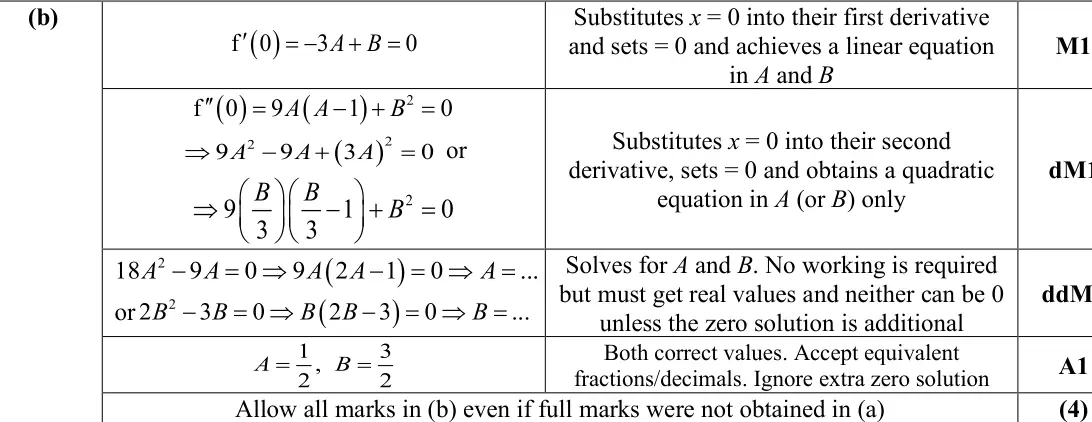 (b)
f′(0) = −3A + B = 0
Substitutes x = 0 into their first derivative
and sets = 0 and achieves a linear equation
in A and B
M1
f″(0) = 9A(A − 1) + B² = 0
⇒ 9A² − 9A + (3A)² = 0 or
⇒ 9(B/3)(B/3 − 1) + B² = 0
Substitutes x = 0 into their second
derivative, sets = 0 and obtains a quadratic
equation in A (or B) only
dM1
18A² − 9A = 0 ⇒ 9A(2A − 1) = 0 ⇒ A = ...
or 2B² − 3B = 0 ⇒ B(2B − 3) = 0 ⇒ B = ...
Solves for A and B. No working is required
but must get real values and neither can be 0
unless the zero solution is additional
ddM
A = 1/2, B = 3/2
Both correct values. Accept equivalent
fractions/decimals. Ignore extra zero solution
A1
Allow all marks in (b) even if full marks were not obtained in (a)
(4)